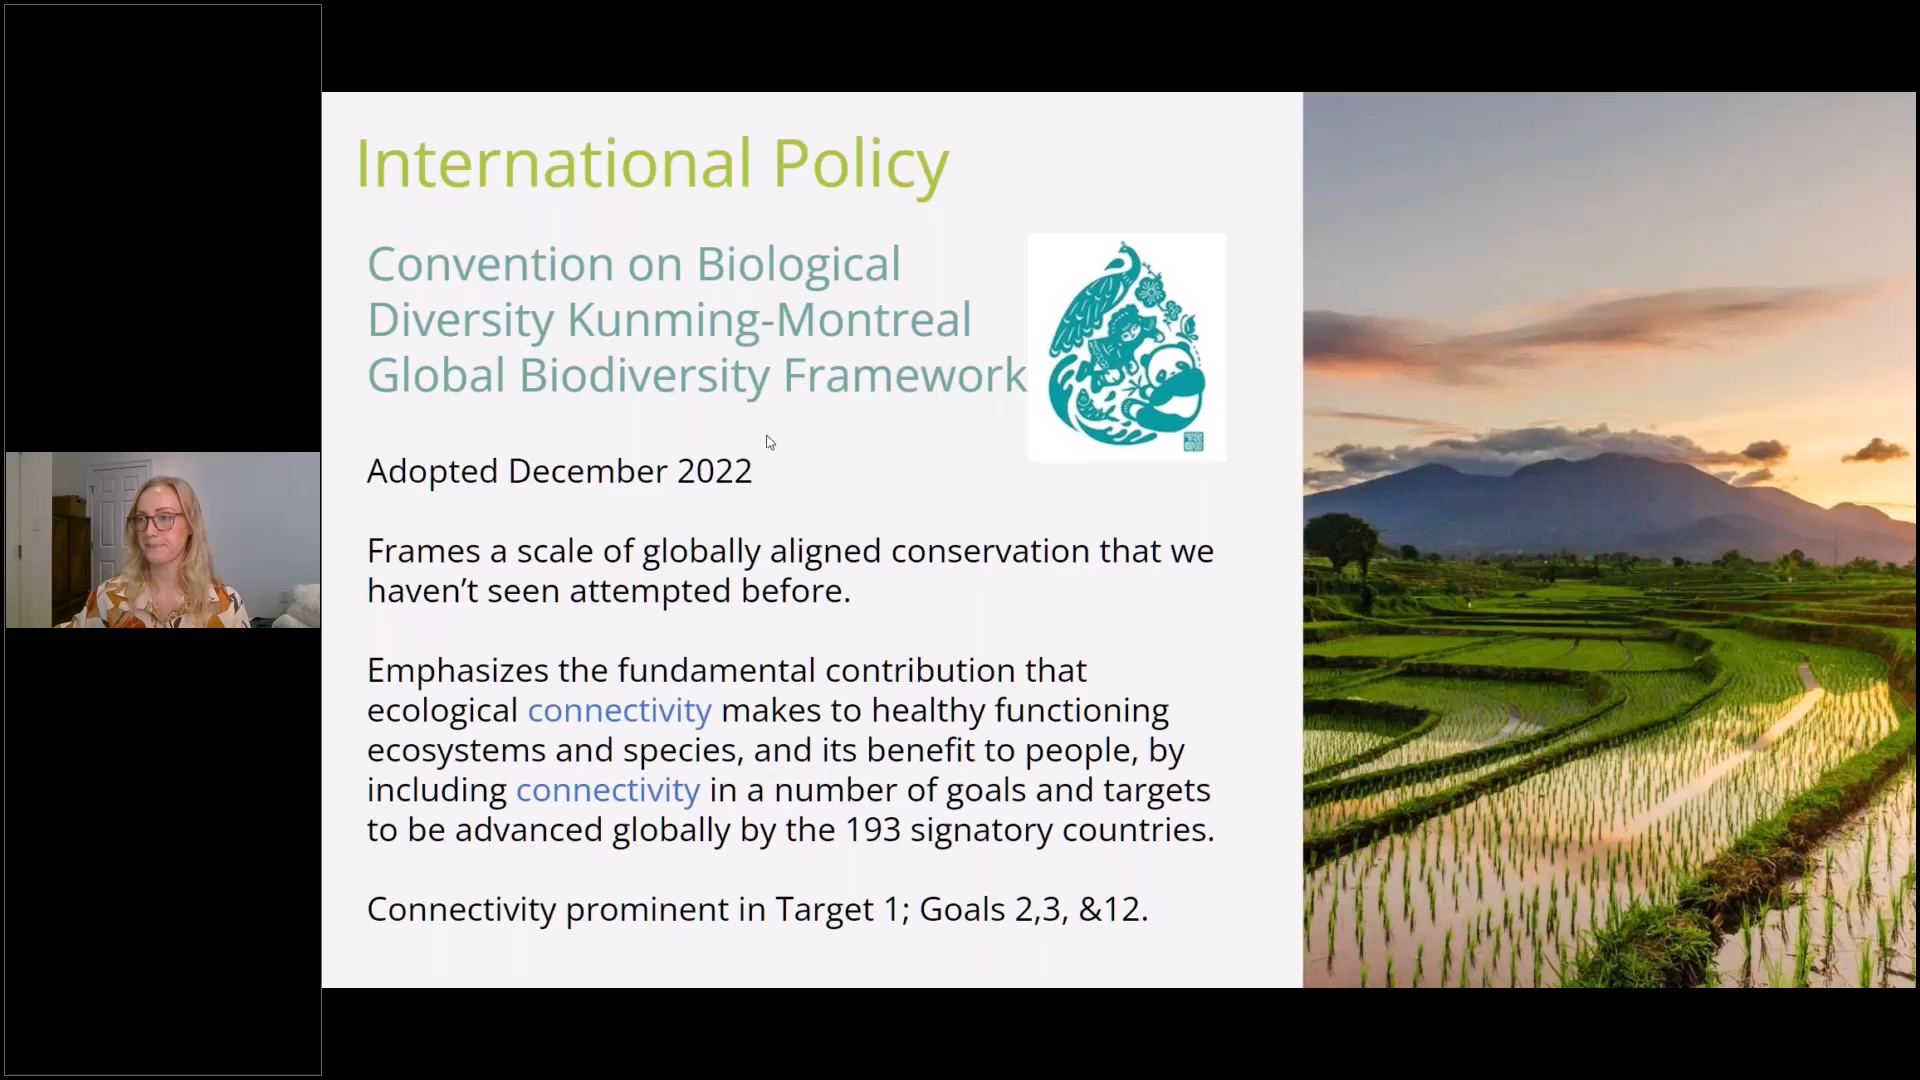 International Policy
Convention on Biological
Diversity Kunming-Montreal
Global Biodiversity Framework
Adopted December 2022
Frames a scale of globally aligned conservation that we
haven’t seen attempted before.
Emphasizes the fundamental contribution that
ecological connectivity makes to healthy functioning
ecosystems and species, and its benefit to people, by
including connectivity in a number of goals and targets
to be advanced globally by the 193 signatory countries.
Connectivity prominent in Target 1; Goals 2,3, &12.